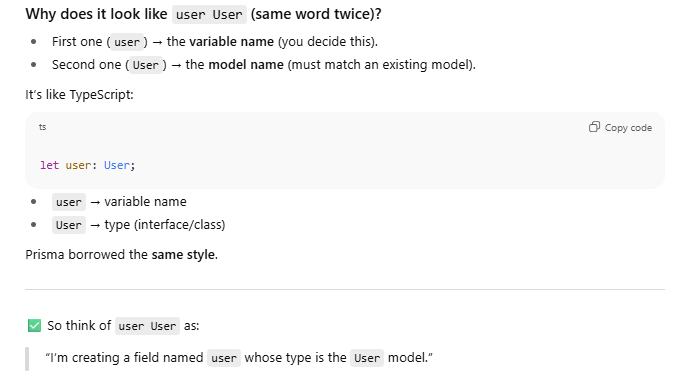 Why does it look like user User (same word twice)?
• First one ( user ) → the variable name (you decide this).
• Second one ( User ) → the model name (must match an existing model).
It's like TypeScript:
ts
Copy code
let user: User;
• user → variable name
• User → type (interface/class)
Prisma borrowed the same style.
✅ So think of user User as:
“I'm creating a field named user whose type is the User model.”